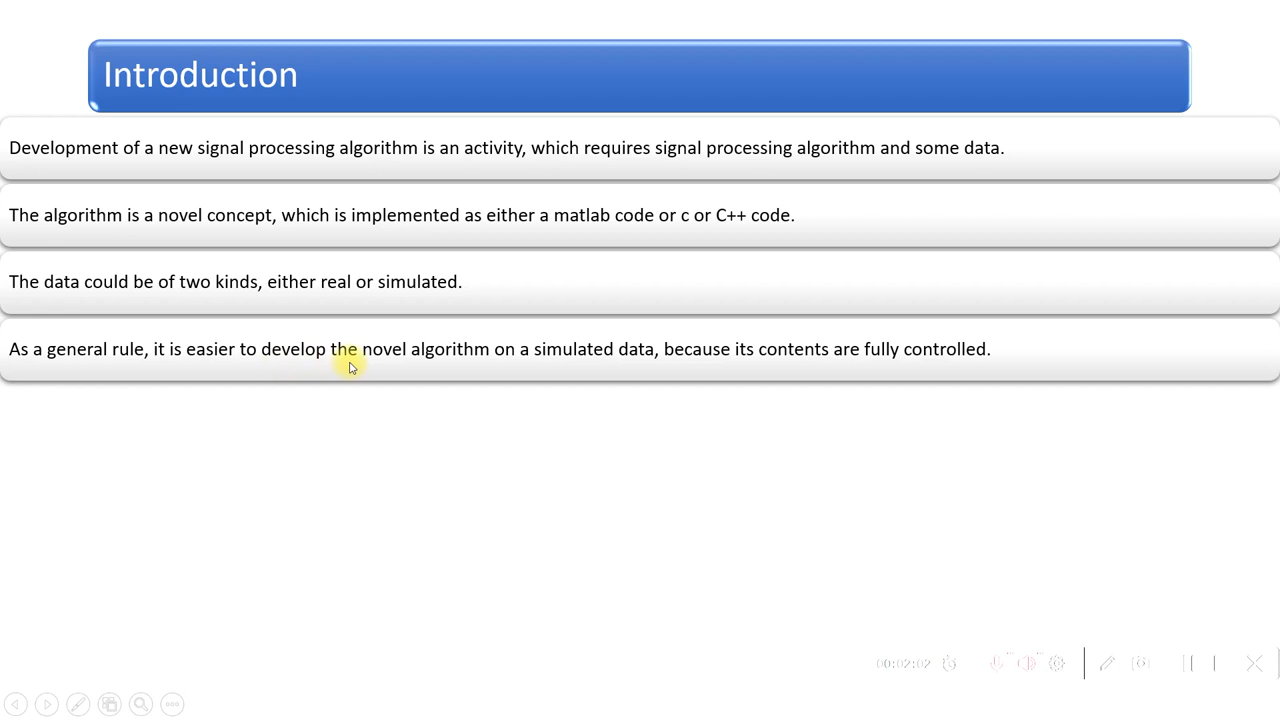 Introduction
Development of a new signal processing algorithm is an activity, which requires signal processing algorithm and some data.
The algorithm is a novel concept, which is implemented as either a matlab code or c or C++ code.
The data could be of two kinds, either real or simulated.
As a general rule, it is easier to develop the novel algorithm on a simulated data, because its contents are fully controlled.
00:02:02